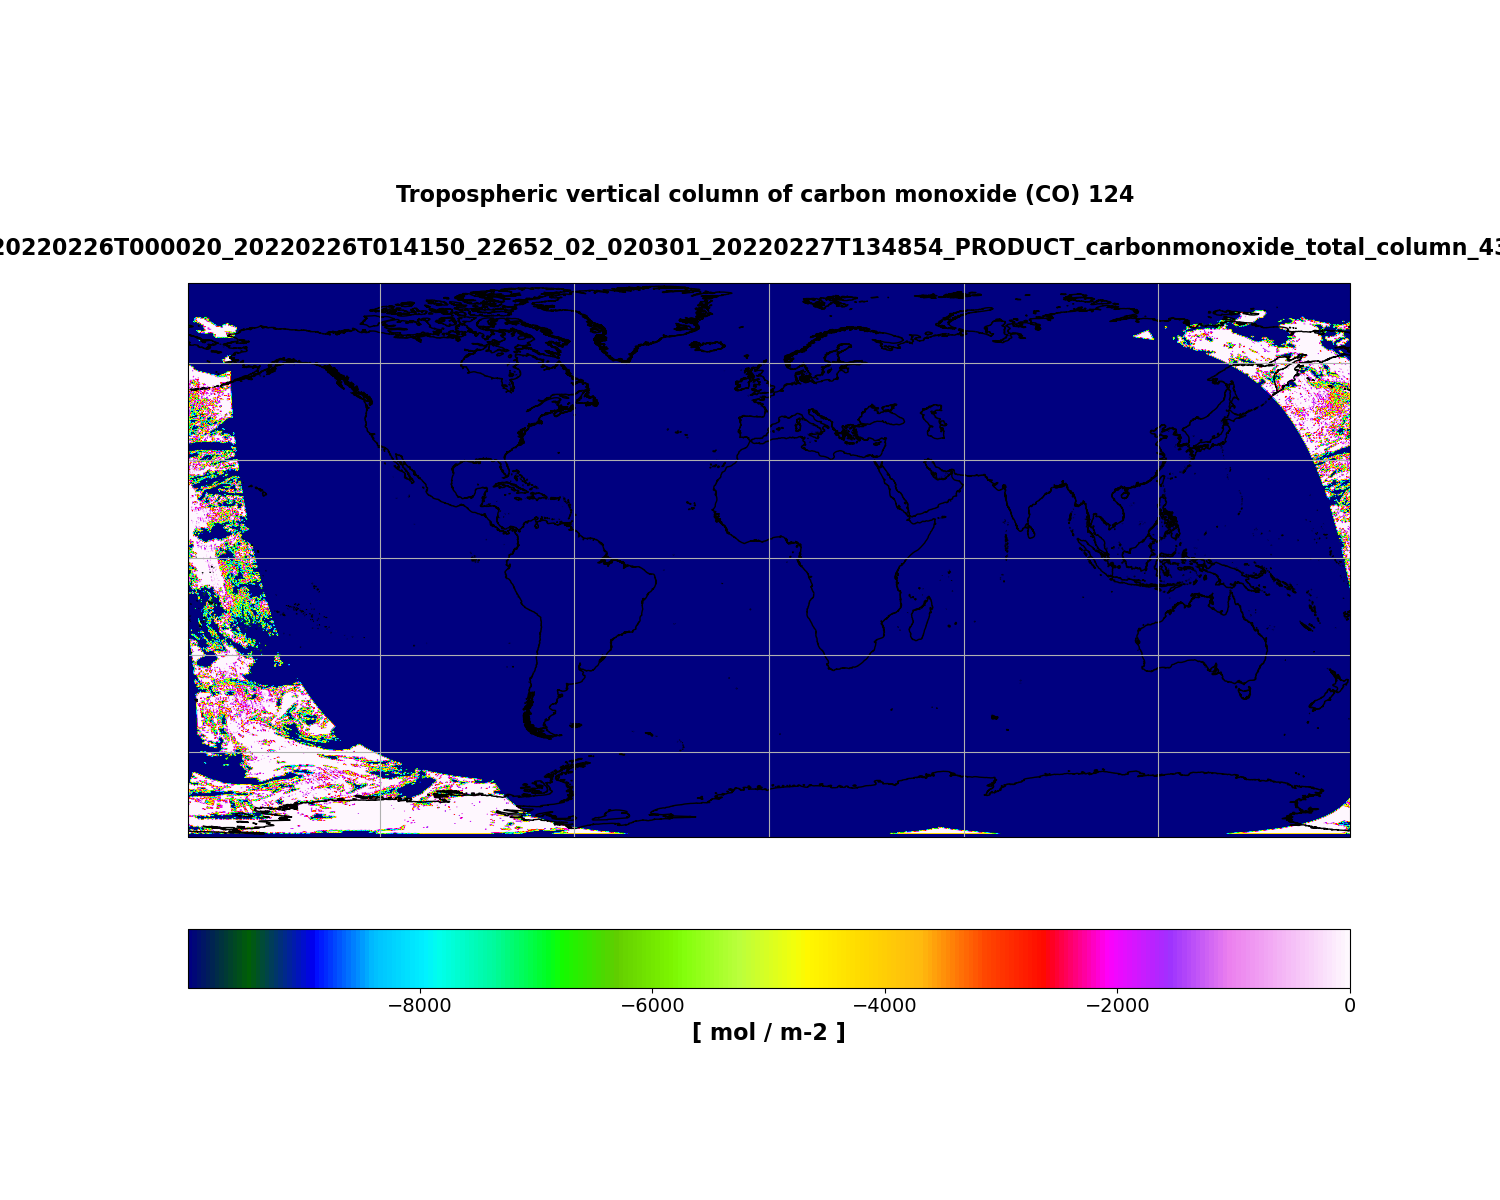 Tropospheric vertical column of carbon monoxide (CO) 124
20220226T000020_20220226T014150_22652_02_020301_20220227T134854_PRODUCT_carbonmonoxide_total_column_43
−8000 −6000 −4000 −2000 0
[ mol / m-2 ]